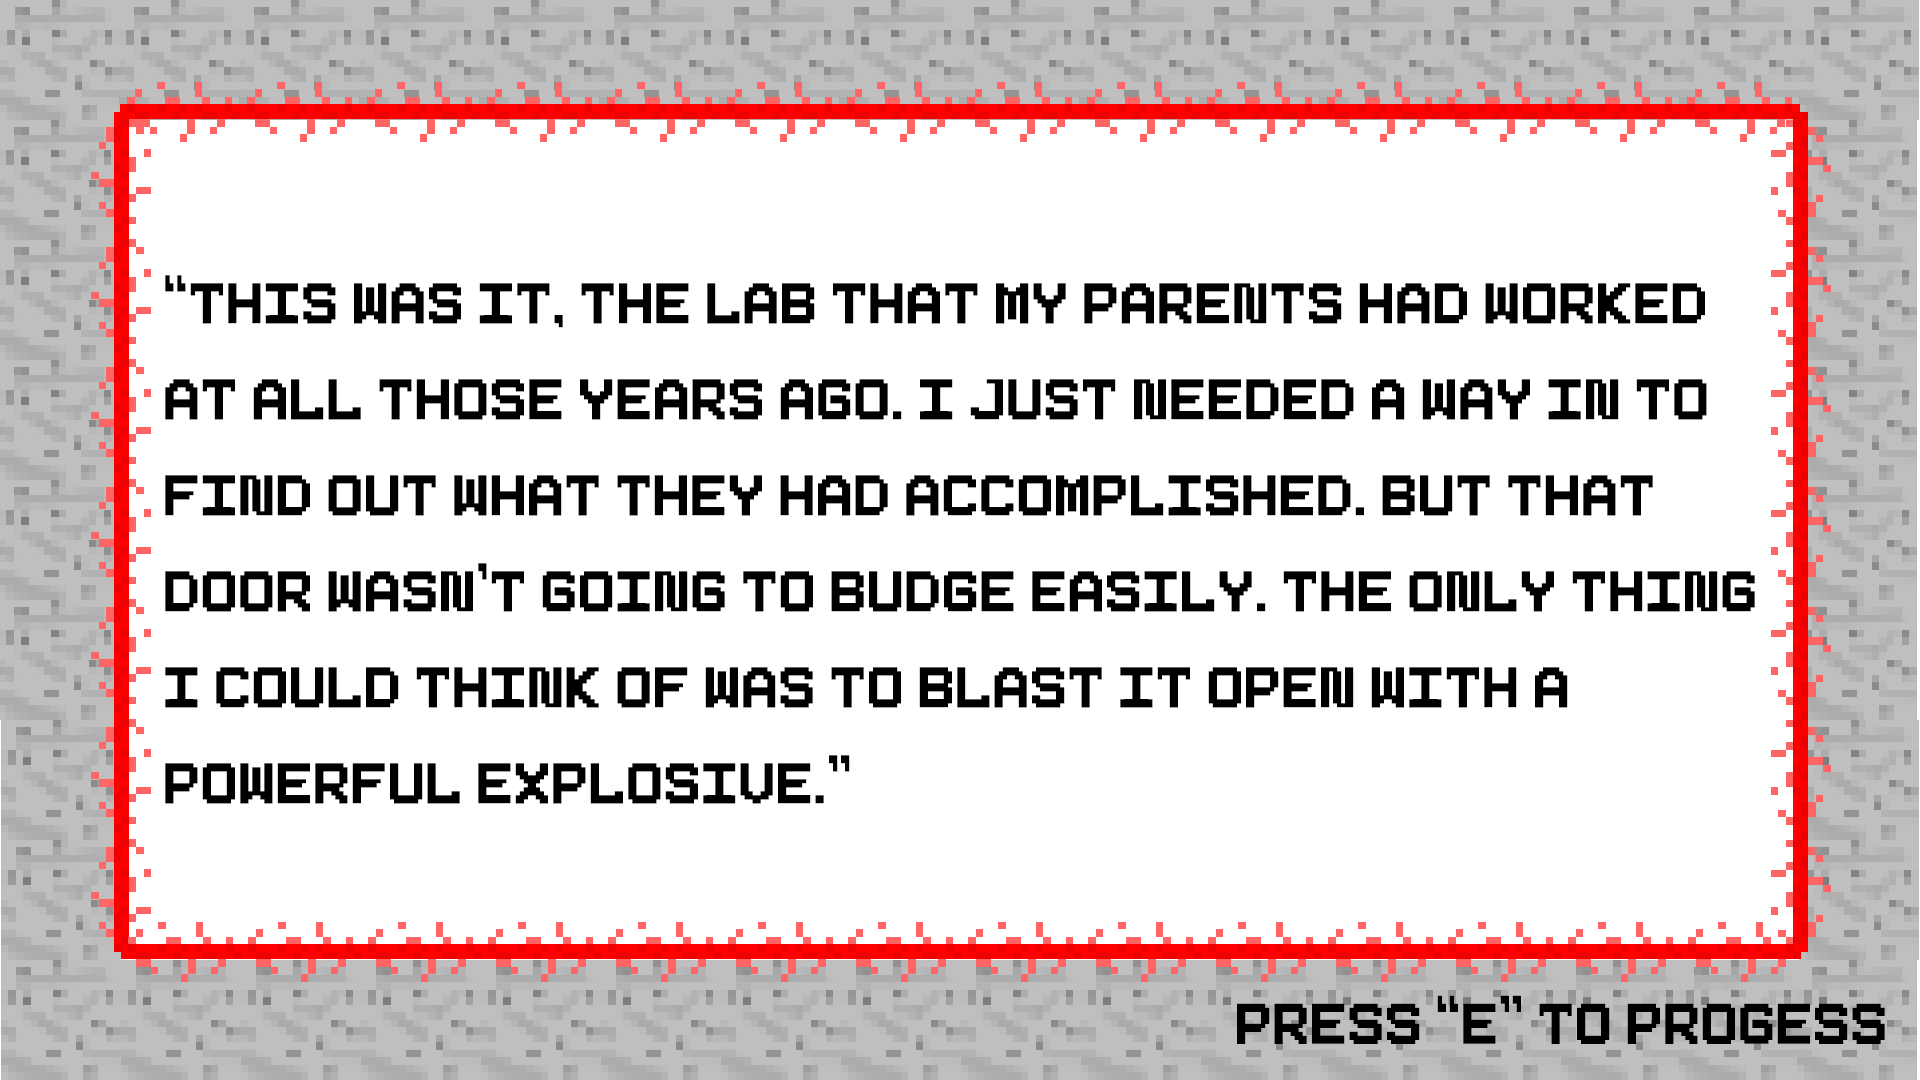 “THIS WAS IT, THE LAB THAT MY PARENTS HAD WORKED
AT ALL THOSE YEARS AGO. I JUST NEEDED A WAY IN TO
FIND OUT WHAT THEY HAD ACCOMPLISHED. BUT THAT
DOOR WASN'T GOING TO BUDGE EASILY. THE ONLY THING
I COULD THINK OF WAS TO BLAST IT OPEN WITH A
POWERFUL EXPLOSIVE.”
PRESS “E” TO PROGESS